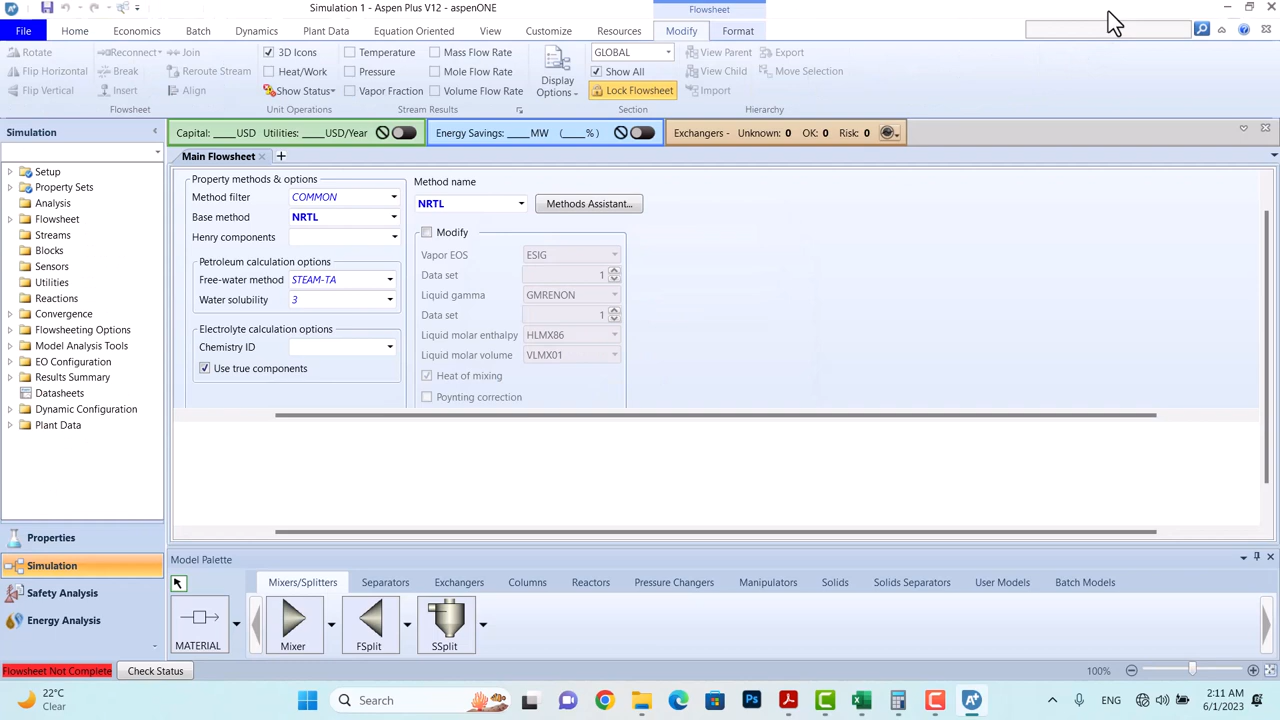 Simulation 1 - Aspen Plus V12 - aspenONE
Flowsheet
File Home Economics Batch Dynamics Plant Data Equation Oriented View Customize Resources Modify Format
Rotate Reconnect Join 3D Icons Temperature Mass Flow Rate GLOBAL View Parent Export
Flip Horizontal Break Reroute Stream Heat/Work Pressure Mole Flow Rate Display Options Show All View Child Move Selection
Flip Vertical Insert Align Show Status Vapor Fraction Volume Flow Rate Lock Flowsheet Import
Flowsheet Unit Operations Stream Results Section Hierarchy
Simulation
Capital: ____USD Utilities: ____USD/Year Energy Savings: ____MW (____%) Exchangers - Unknown: 0 OK: 0 Risk: 0
Main Flowsheet
Setup
Property Sets
Analysis
Flowsheet
Streams
Blocks
Sensors
Utilities
Reactions
Convergence
Flowsheeting Options
Model Analysis Tools
EO Configuration
Results Summary
Datasheets
Dynamic Configuration
Plant Data
Properties
Simulation
Safety Analysis
Energy Analysis
Property methods & options
Method filter COMMON
Base method NRTL
Henry components
Petroleum calculation options
Free-water method STEAM-TA
Water solubility 3
Electrolyte calculation options
Chemistry ID
Use true components
Method name
NRTL Methods Assistant...
Modify
Vapor EOS ESIG
Data set 1
Liquid gamma GMRENON
Data set 1
Liquid molar enthalpy HLMX86
Liquid molar volume VLMX01
Heat of mixing
Poynting correction
Model Palette
Mixers/Splitters Separators Exchangers Columns Reactors Pressure Changers Manipulators Solids Solids Separators User Models Batch Models
MATERIAL Mixer FSplit SSplit
Flowsheet Not Complete Check Status 100%
22°C
Clear
Search
ENG
2:11 AM
6/1/2023